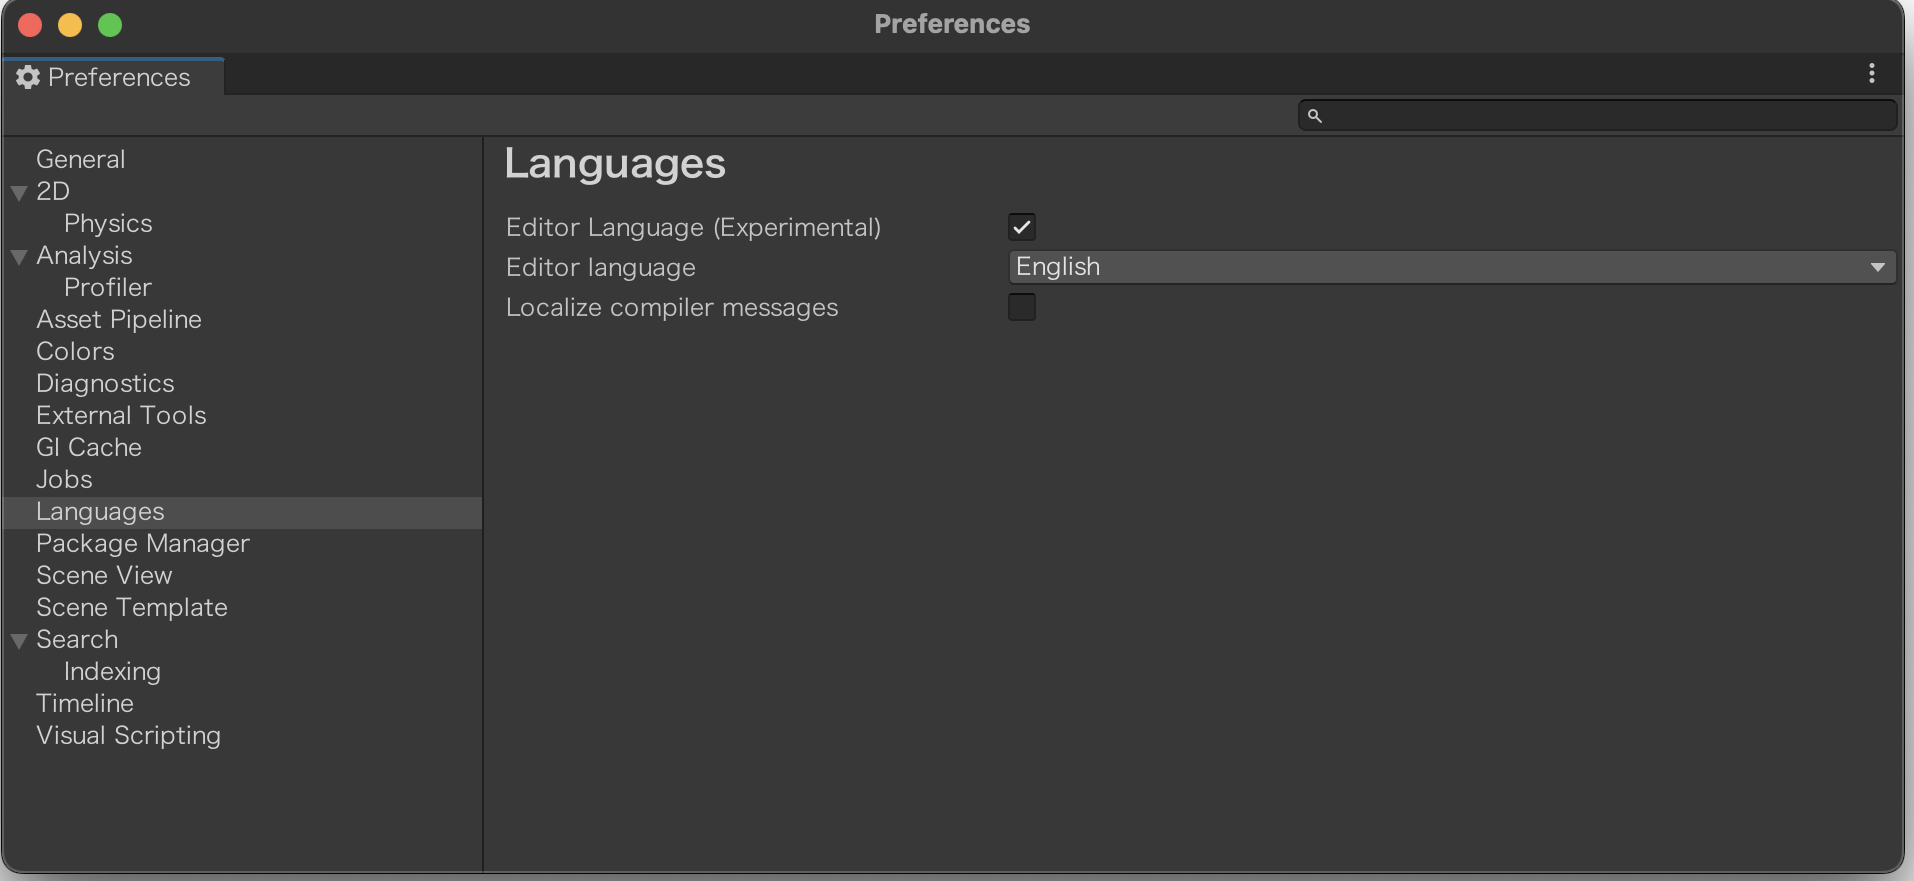 Preferences
Preferences
General
2D
Physics
Analysis
Profiler
Asset Pipeline
Colors
Diagnostics
External Tools
GI Cache
Jobs
Languages
Package Manager
Scene View
Scene Template
Search
Indexing
Timeline
Visual Scripting
Languages
Editor Language (Experimental)
Editor language English
Localize compiler messages